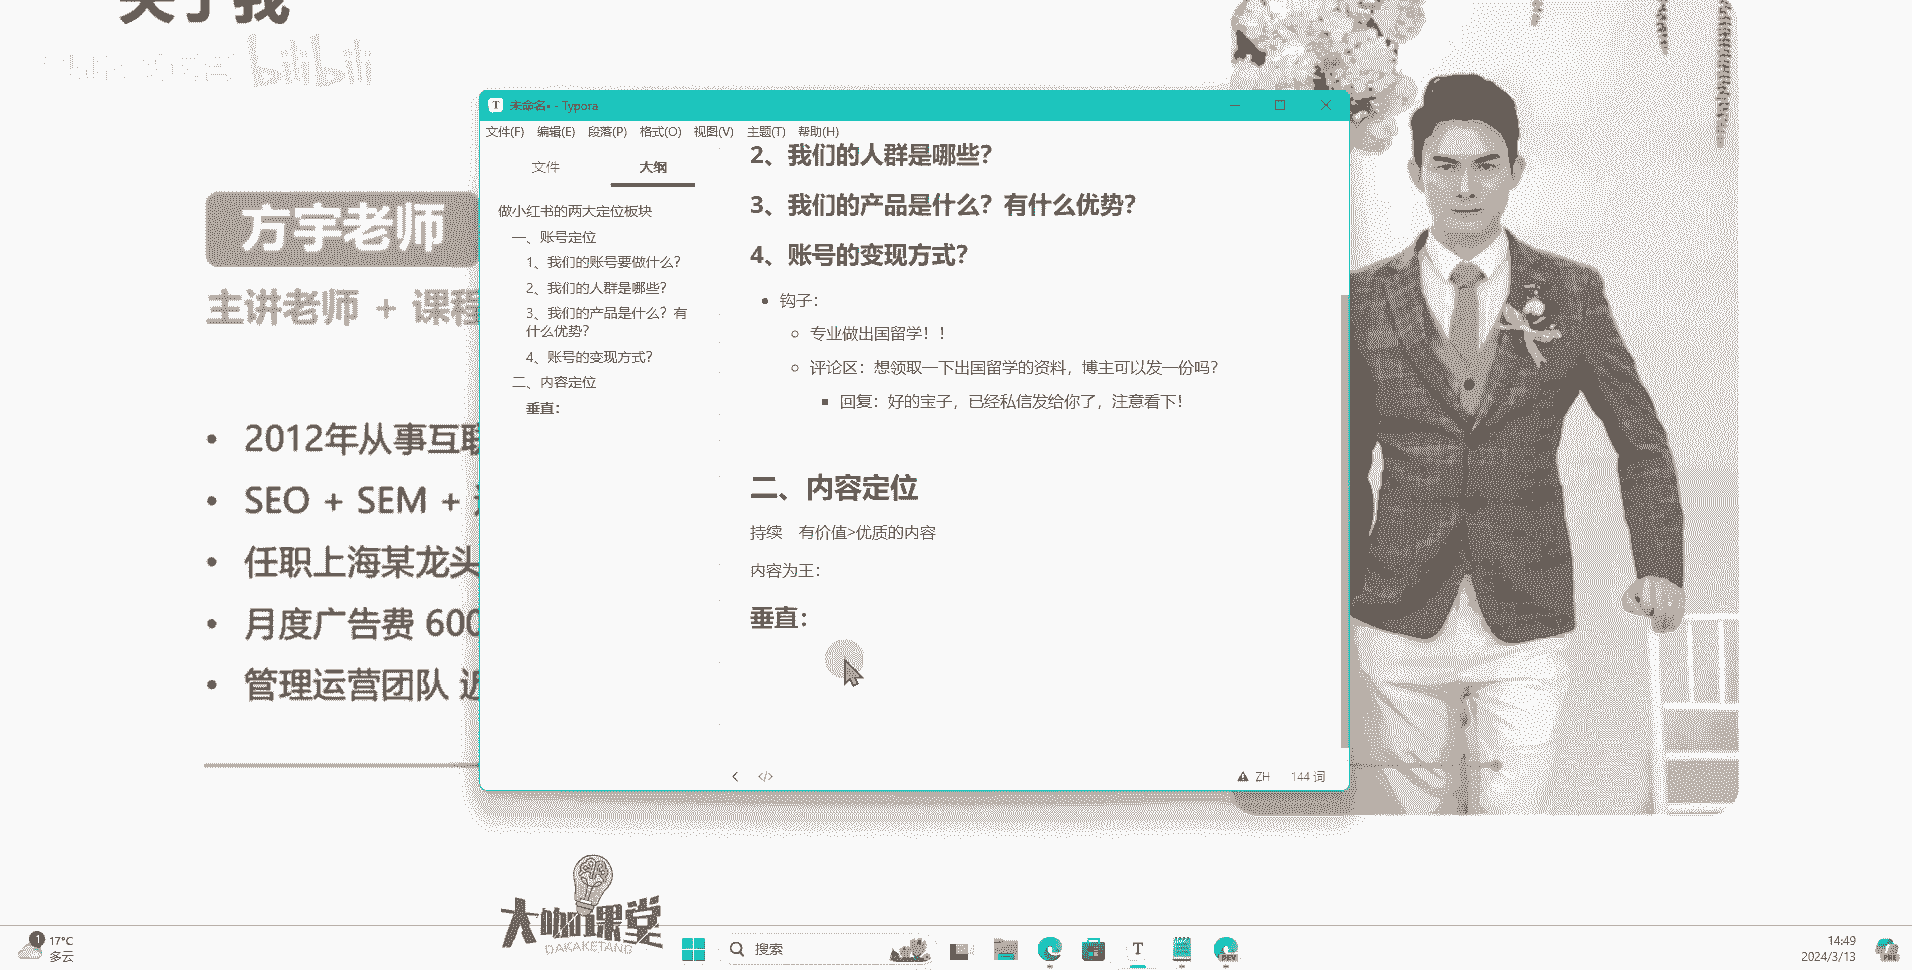 关于我
bilibili
方宇老师
主讲老师 + 课程
2012年从事互联
SEO + SEM +
任职上海某龙头
月度广告费 600
管理运营团队 近
未命名• - Typora
文件(F) 编辑(E) 段落(P) 格式(O) 视图(V) 主题(T) 帮助(H)
文件 大纲
做小红书的两大定位板块
一、账号定位
1、我们的账号要做什么？
2、我们的人群是哪些？
3、我们的产品是什么？有
什么优势？
4、账号的变现方式？
二、内容定位
垂直：
2、我们的人群是哪些？
3、我们的产品是什么？有什么优势？
4、账号的变现方式？
钩子：
专业做出国留学！！
评论区：想领取一下出国留学的资料，博主可以发一份吗？
回复：好的宝子，已经私信发给你了，注意看下！
二、内容定位
持续 有价值>优质的内容
内容为王：
垂直：
ZH 144 词
大咖课堂
DAKAKETANG
1
17°C
多云
搜索
DEV
14:49
2024/3/13
PRE